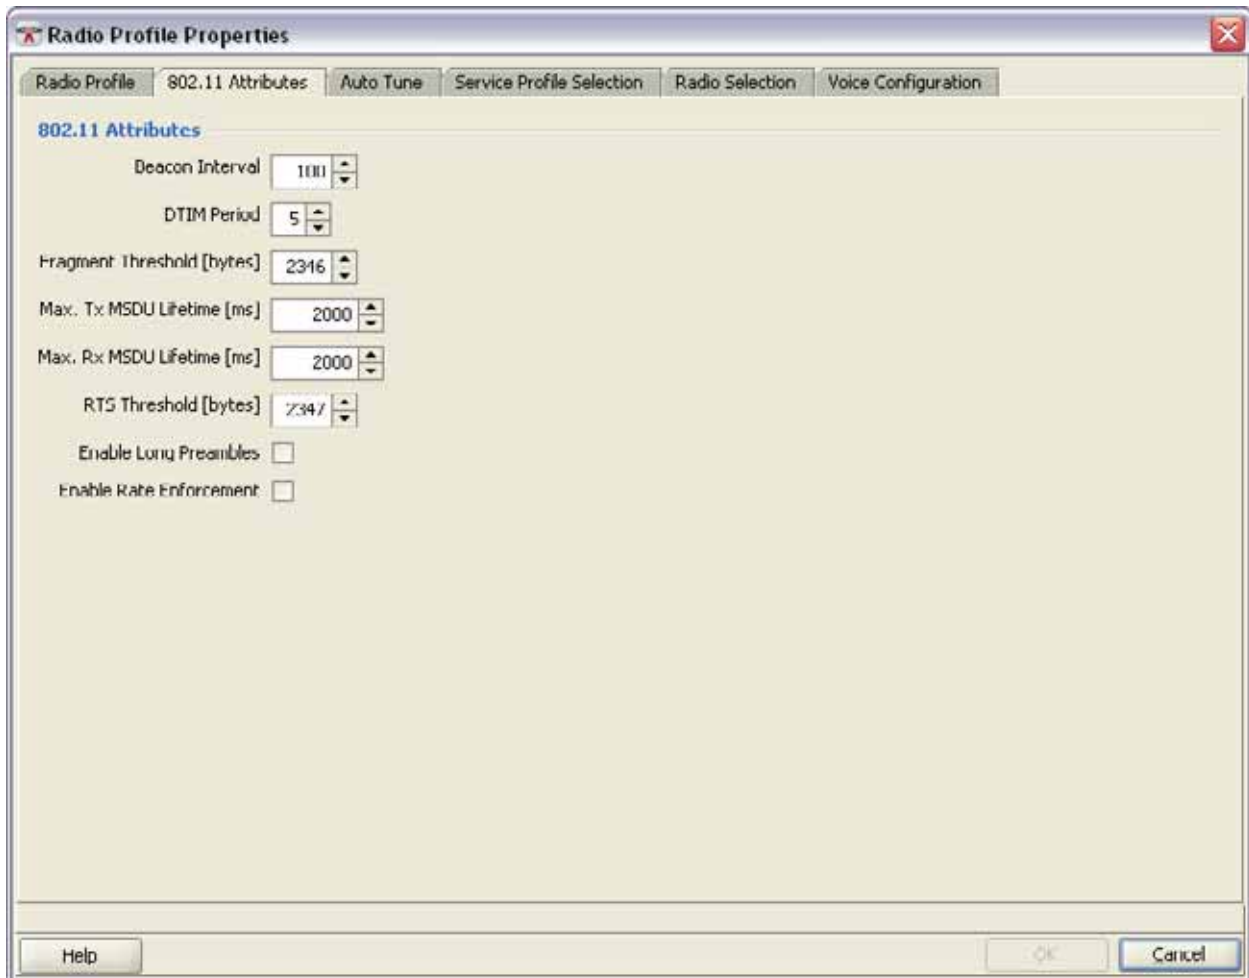 Radio Profile Properties
Radio Profile 802.11 Attributes Auto Tune Service Profile Selection Radio Selection Voice Configuration
802.11 Attributes
Beacon Interval 100
DTIM Period 5
Fragment Threshold [bytes] 2346
Max. Tx MSDU Lifetime [ms] 2000
Max. Rx MSDU Lifetime [ms] 2000
RTS Threshold [bytes] 2347
Enable Long Preambles
Enable Rate Enforcement
Help OK Cancel